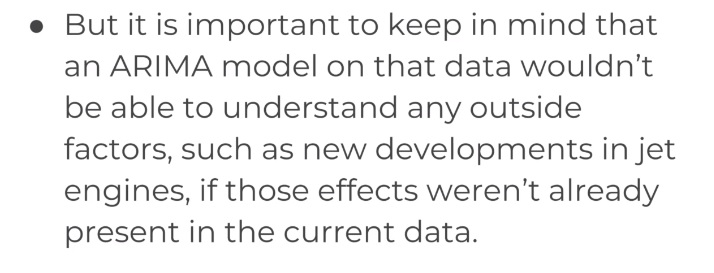 ● But it is important to keep in mind that
an ARIMA model on that data wouldn’t
be able to understand any outside
factors, such as new developments in jet
engines, if those effects weren’t already
present in the current data.